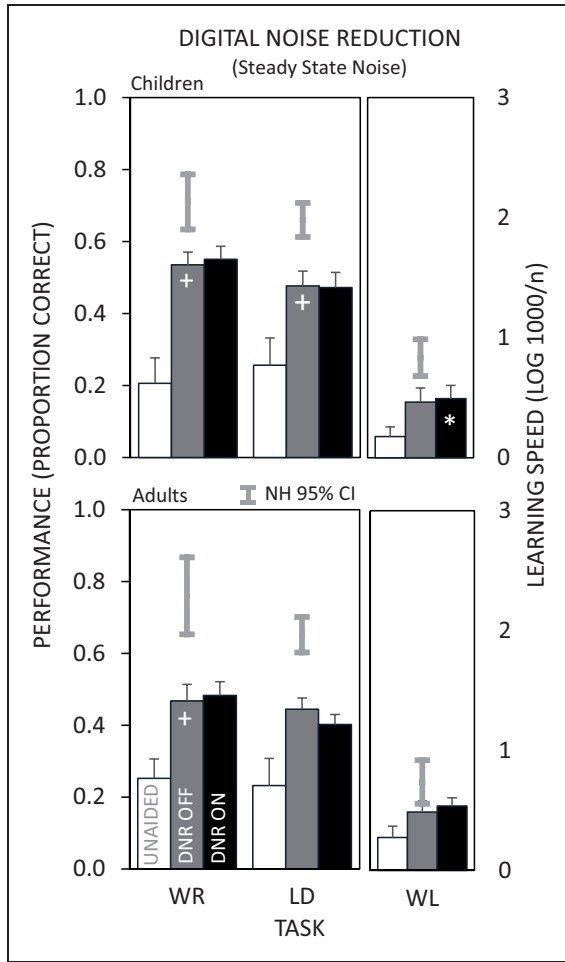 DIGITAL NOISE REDUCTION
(Steady State Noise)
Children
1.0
0.8
0.6
0.4
0.2
0.0
3
2
1
0
+
+
*
PERFORMANCE (PROPORTION CORRECT)
LEARNING SPEED (LOG 1000/n)
Adults
NH 95% CI
1.0
0.8
0.6
0.4
0.2
0.0
3
2
1
0
+
UNAIDED
DNR OFF
DNR ON
WR LD WL
TASK